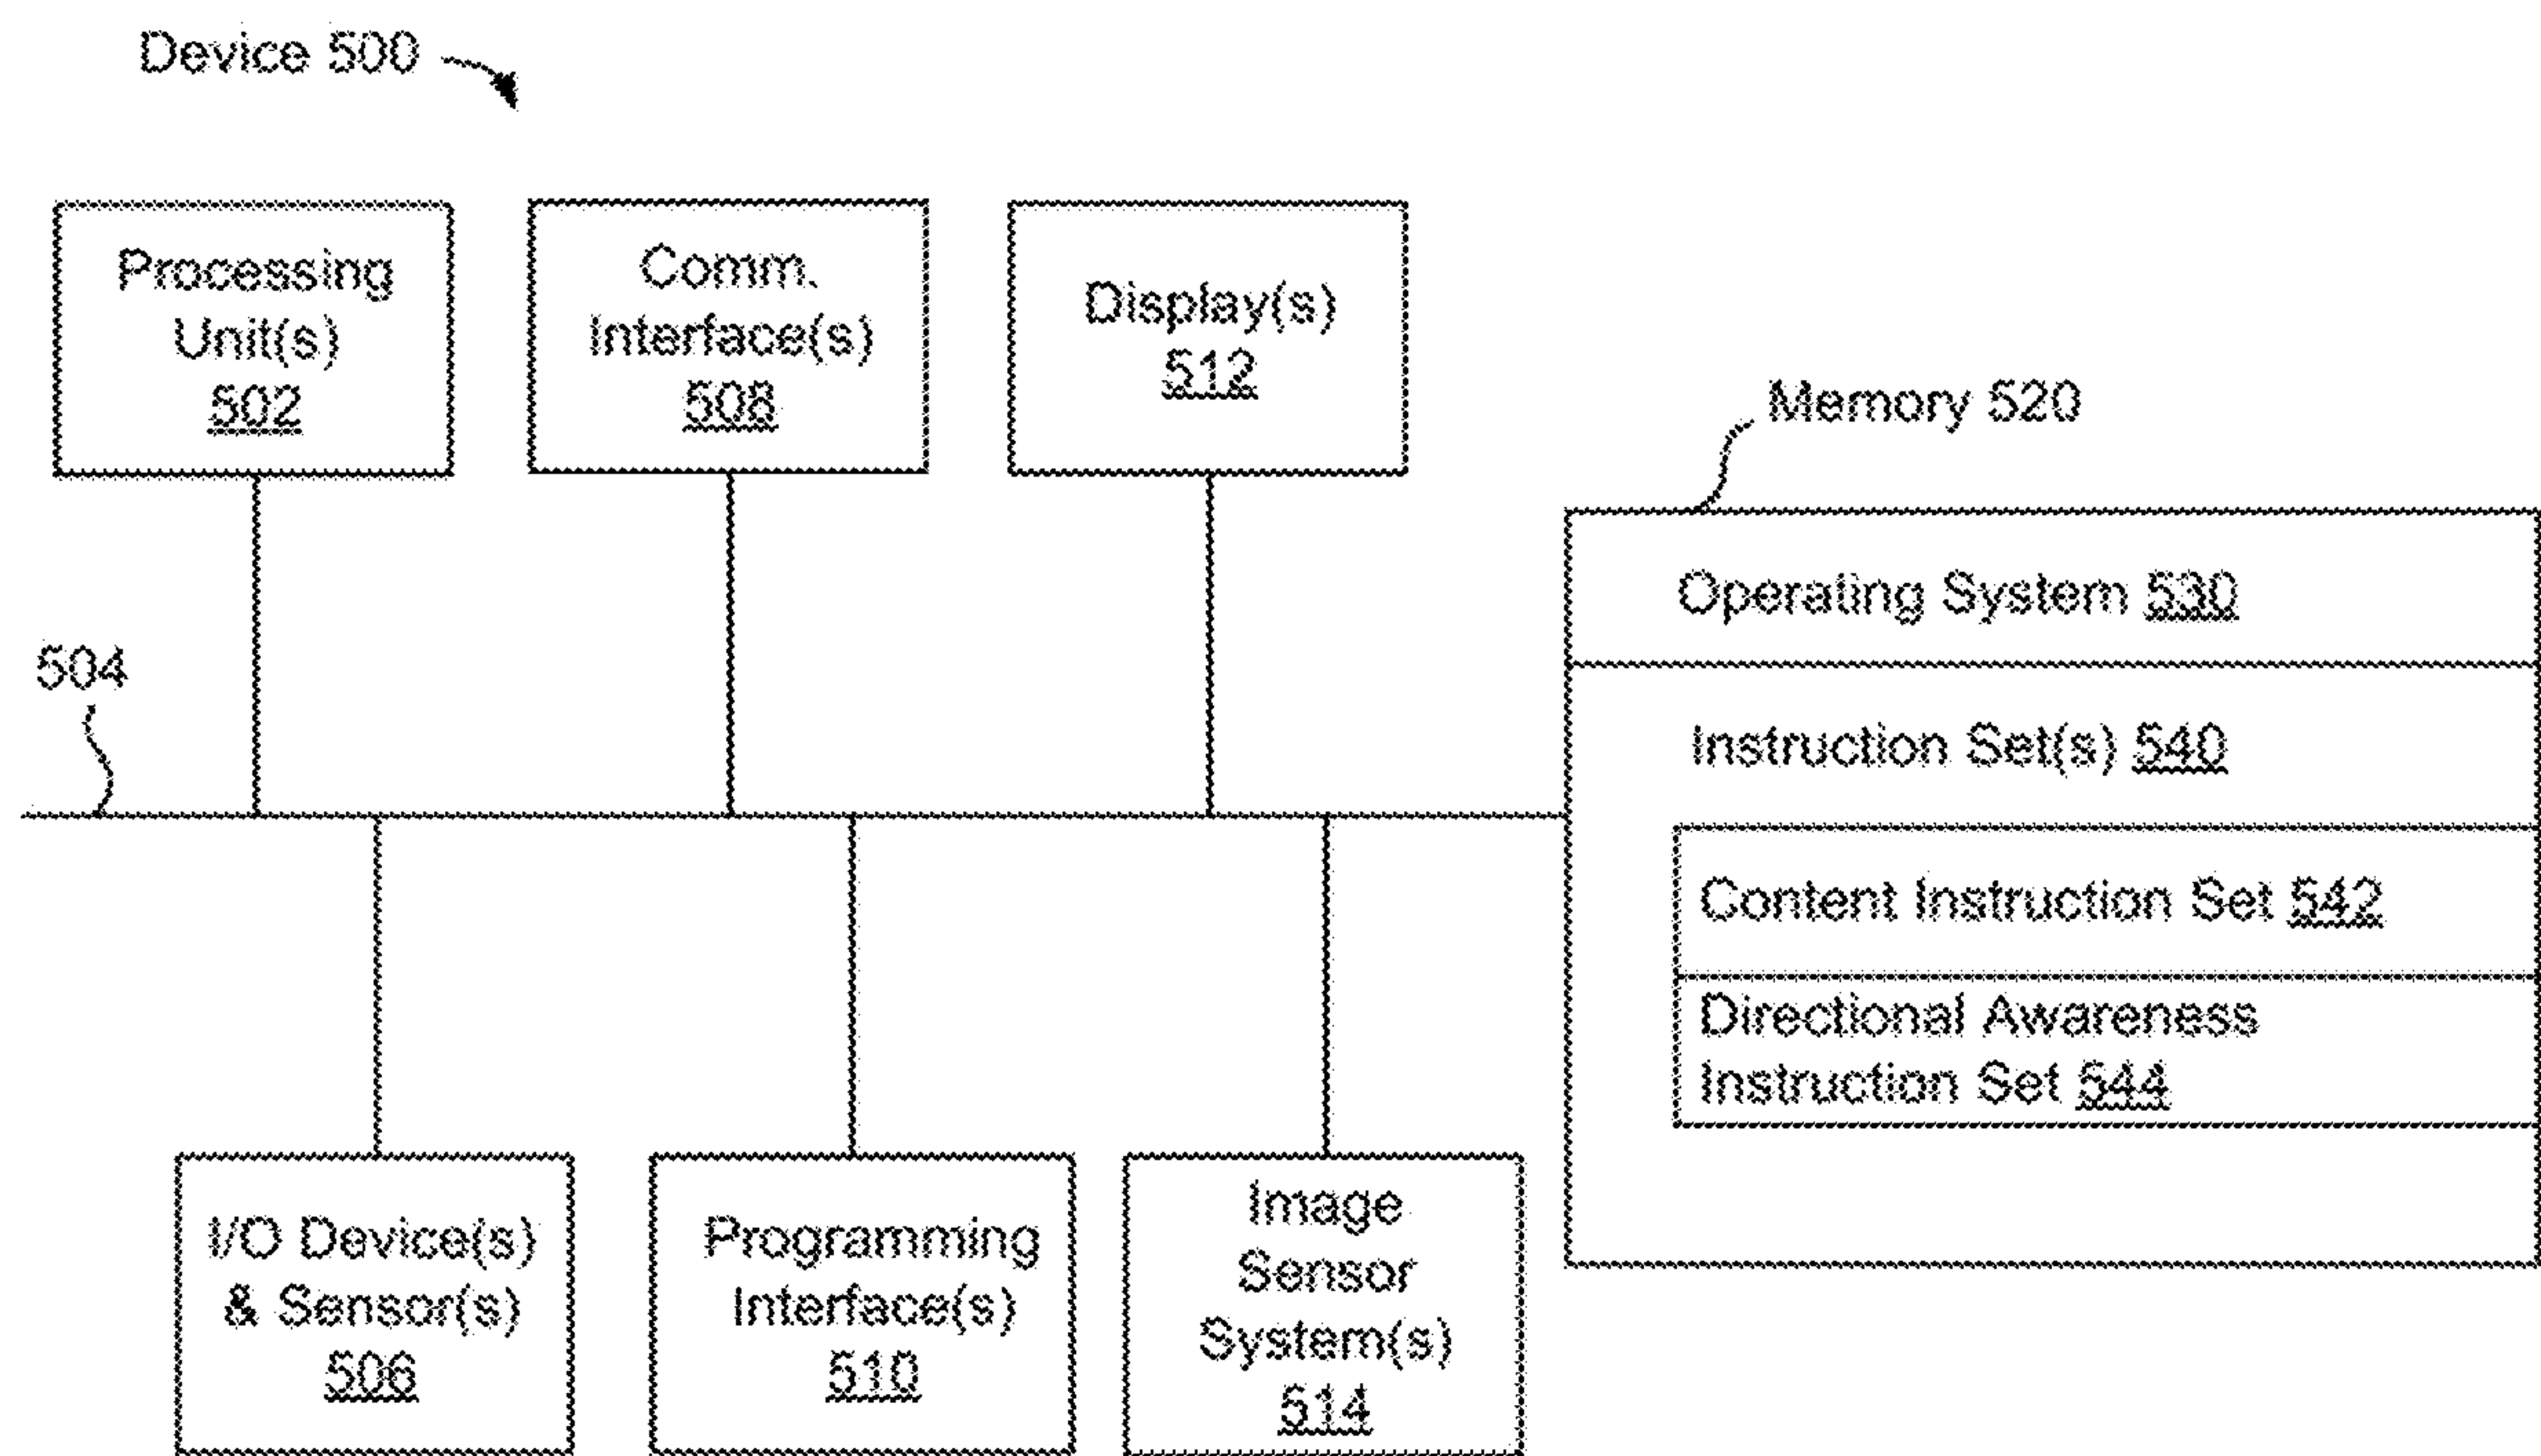 Device 500
Processing
Unit(s)
502
Comm.
Interface(s)
508
Display(s)
512
Memory 520
Operating System 530
504
Instruction Set(s) 540
Content Instruction Set 542
Directional Awareness
Instruction Set 544
I/O Device(s)
& Sensor(s)
506
Programming
Interface(s)
510
Image
Sensor
System(s)
514